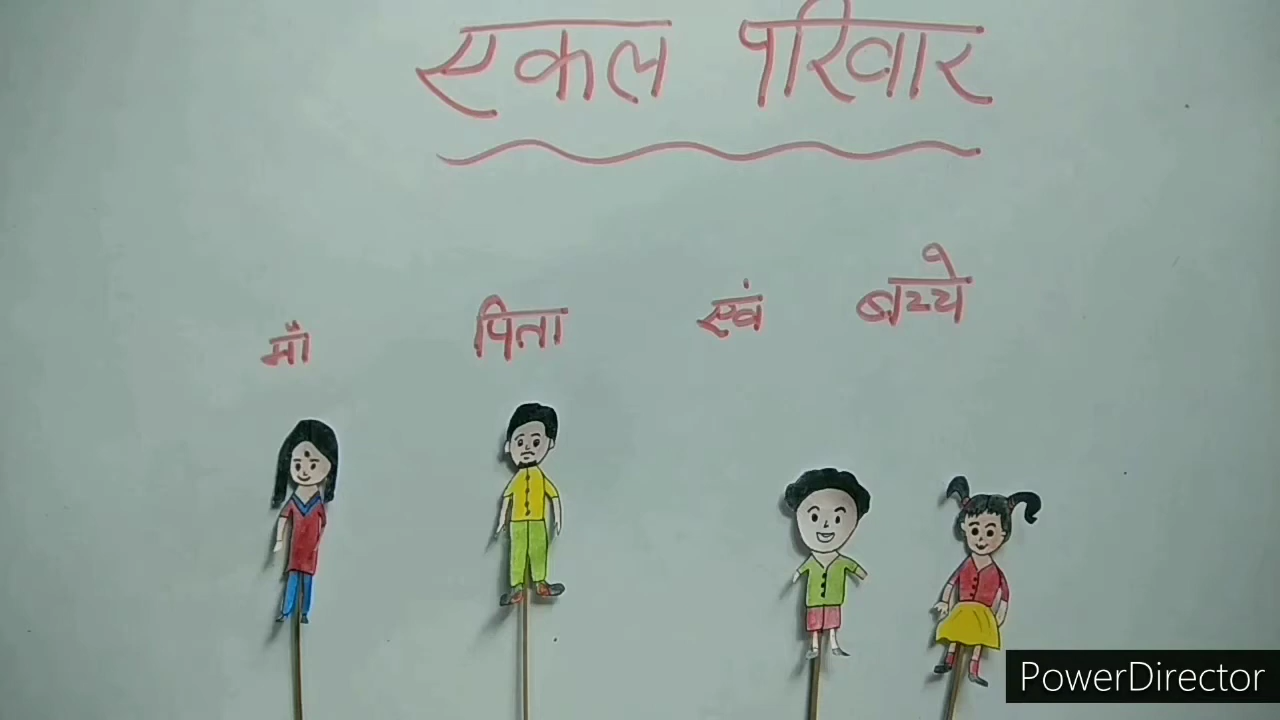 एकल परिवार
माँ पिता एवं बच्चे
PowerDirector